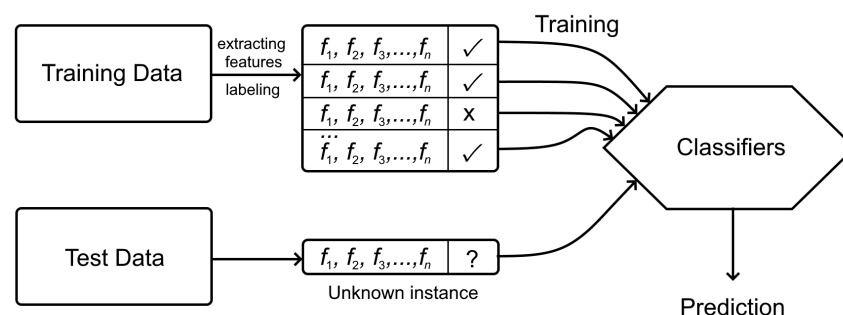 Training
Training Data
extracting
features
labeling
f1, f2, f3,...,fn ✓
f1, f2, f3,...,fn ✓
f1, f2, f3,...,fn x
...
f1, f2, f3,...,fn ✓
Classifiers
Test Data
f1, f2, f3,...,fn ?
Unknown instance
Prediction